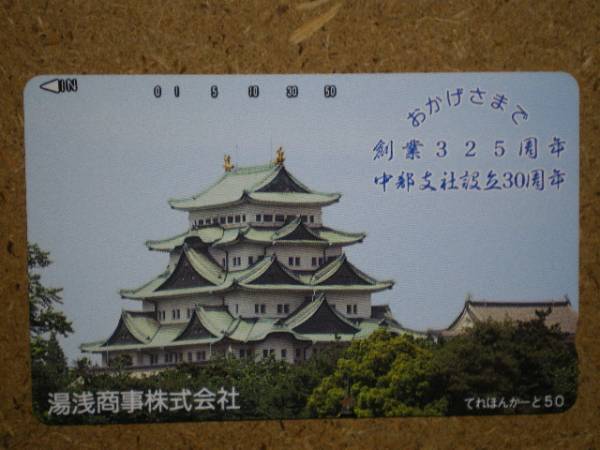 IN
0 1 5 10 30 50
おかげさまで
創業325周年
中部支社設立30周年
湯浅商事株式会社
てれほんかーと50